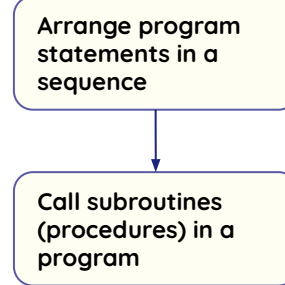 Arrange program
statements in a
sequence
Call subroutines
(procedures) in a
program